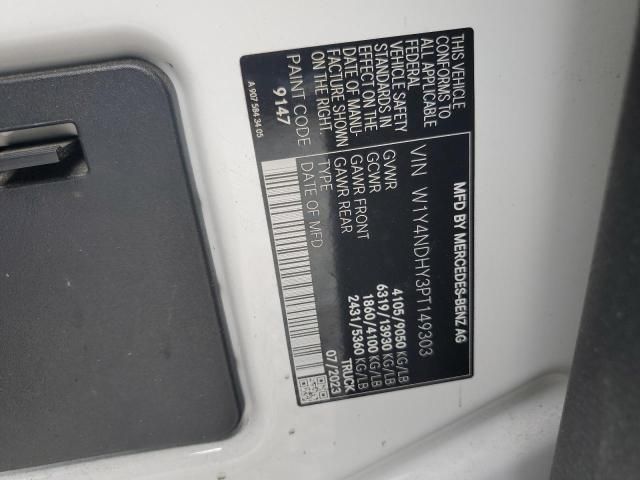 MFD BY MERCEDES-BENZ AG
VIN W1Y4NDHY3PT149303
GVWR 4105/9050 KG/LB
GCWR 6319/13930 KG/LB
GAWR FRONT 1860/4100 KG/LB
GAWR REAR 2431/5360 KG/LB
TYPE TRUCK
DATE OF MFD 07/2023
THIS VEHICLE
CONFORMS TO
ALL APPLICABLE
FEDERAL
VEHICLE SAFETY
STANDARDS IN
EFFECT ON THE
DATE OF MANU-
FACTURE SHOWN
ON THE RIGHT.
PAINT CODE
9147
A 907 584 34 05